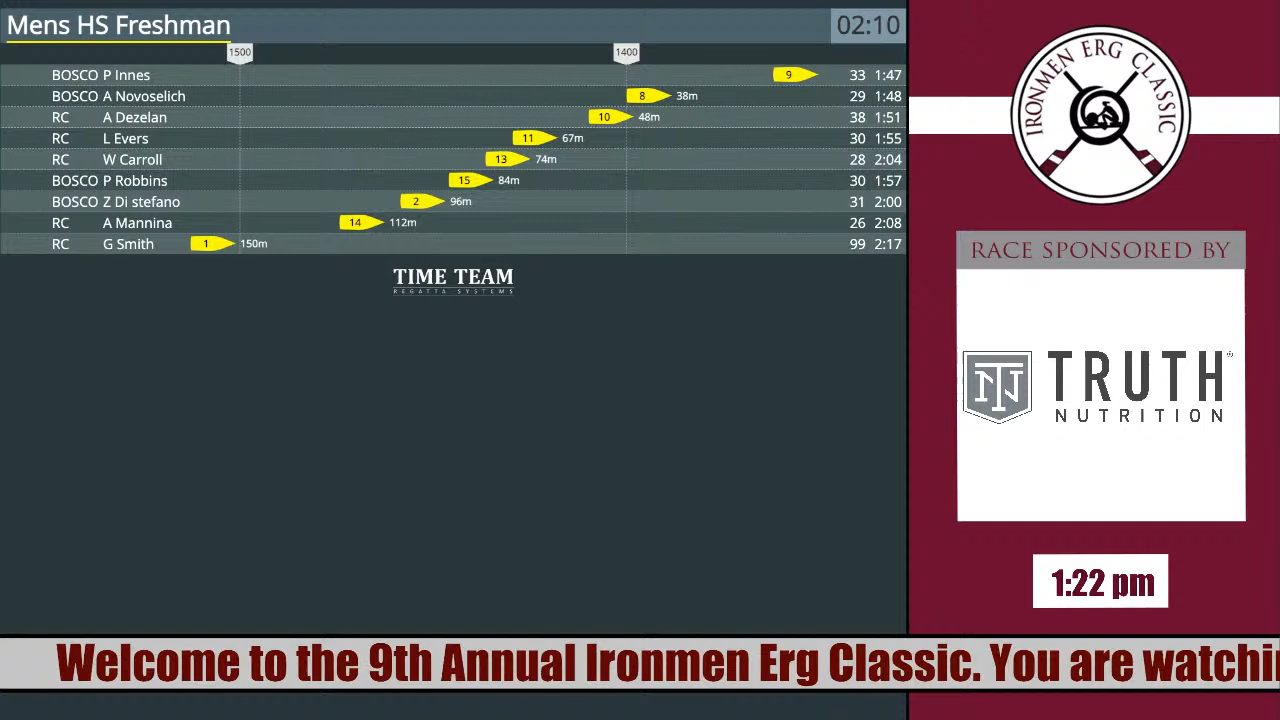 Mens HS Freshman 02:10
1500 1400
BOSCO P Innes 9 33 1:47
BOSCO A Novoselich 8 38m 29 1:48
RC A Dezelan 10 48m 38 1:51
RC L Evers 11 67m 30 1:55
RC W Carroll 13 74m 28 2:04
BOSCO P Robbins 15 84m 30 1:57
BOSCO Z Di stefano 2 96m 31 2:00
RC A Mannina 14 112m 26 2:08
RC G Smith 1 150m 99 2:17
TIME TEAM
REGATTA SYSTEMS
IRONMEN ERG CLASSIC
RACE SPONSORED BY
TN TRUTH®
NUTRITION
1:22 pm
Welcome to the 9th Annual Ironmen Erg Classic. You are watchin